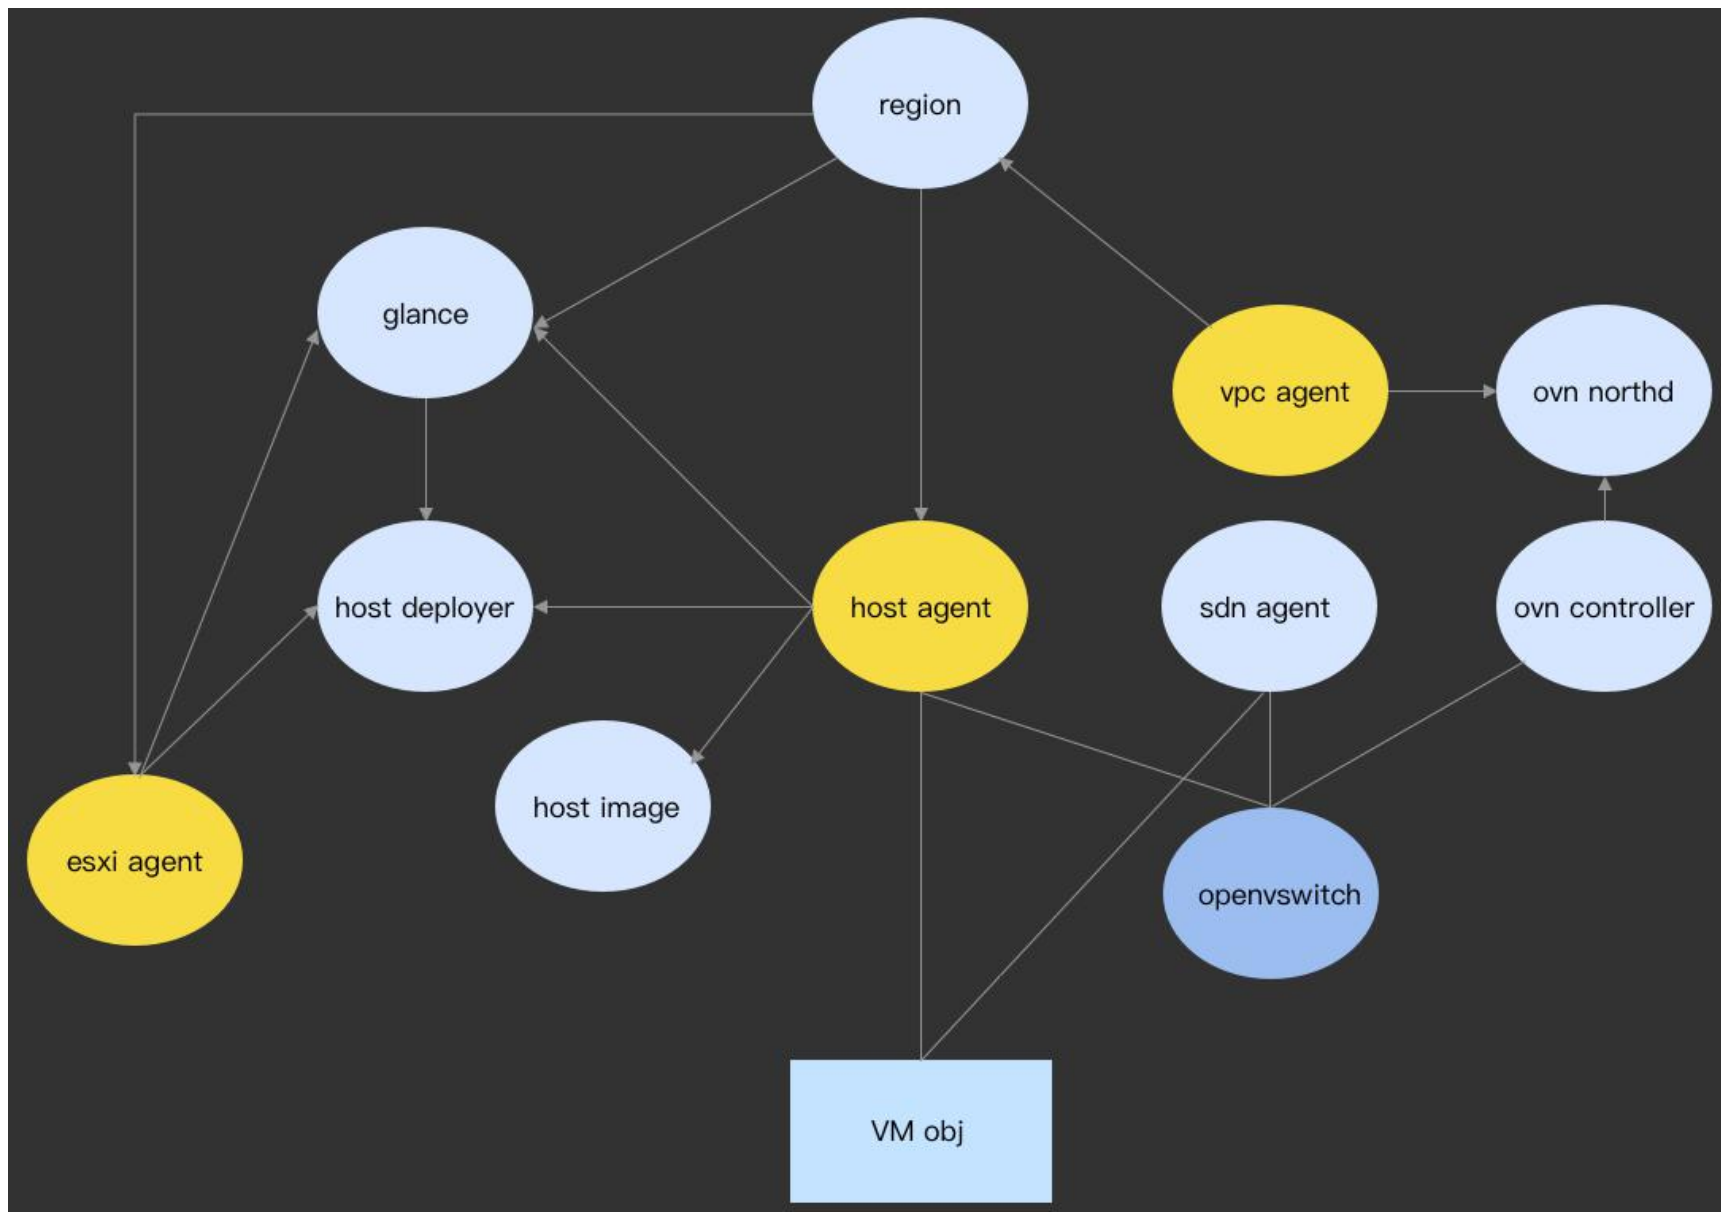 region
glance
vpc agent
ovn northd
host deployer
host agent
sdn agent
ovn controller
host image
esxi agent
openvswitch
VM obj